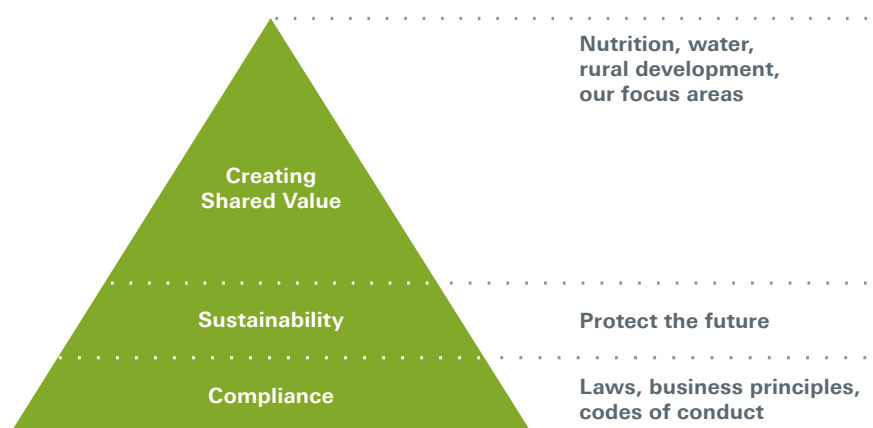 Nutrition, water,
rural development,
our focus areas
Creating
Shared Value
Sustainability
Protect the future
Compliance
Laws, business principles,
codes of conduct